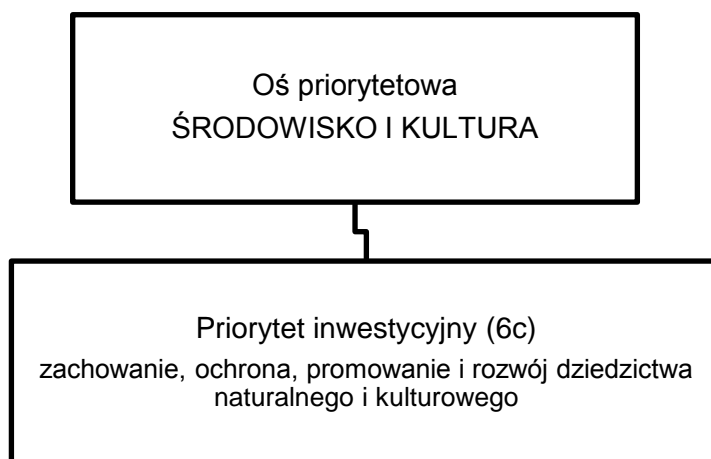 Oś priorytetowa
ŚRODOWISKO I KULTURA
Priorytet inwestycyjny (6c)
zachowanie, ochrona, promowanie i rozwój dziedzictwa
naturalnego i kulturowego